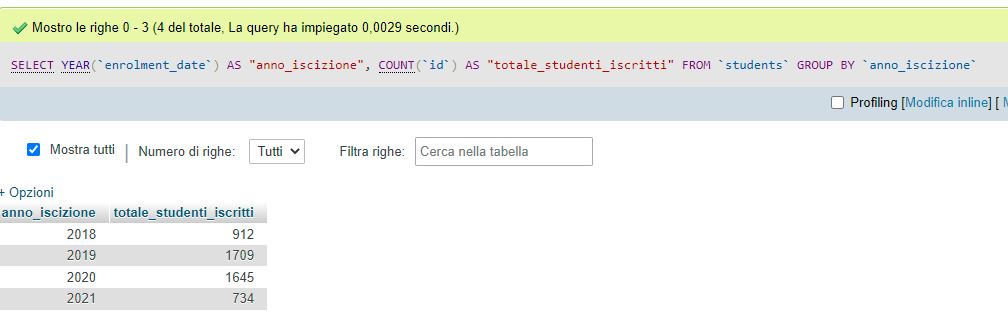 Mostro le righe 0 - 3 (4 del totale, La query ha impiegato 0,0029 secondi.)
SELECT YEAR(`enrolment_date`) AS "anno_iscizione", COUNT(`id`) AS "totale_studenti_iscritti" FROM `students` GROUP BY `anno_iscizione`
Profiling [Modifica inline] [
Mostra tutti | Numero di righe: Tutti Filtra righe: Cerca nella tabella
+ Opzioni
anno_iscizione totale_studenti_iscritti
2018 912
2019 1709
2020 1645
2021 734